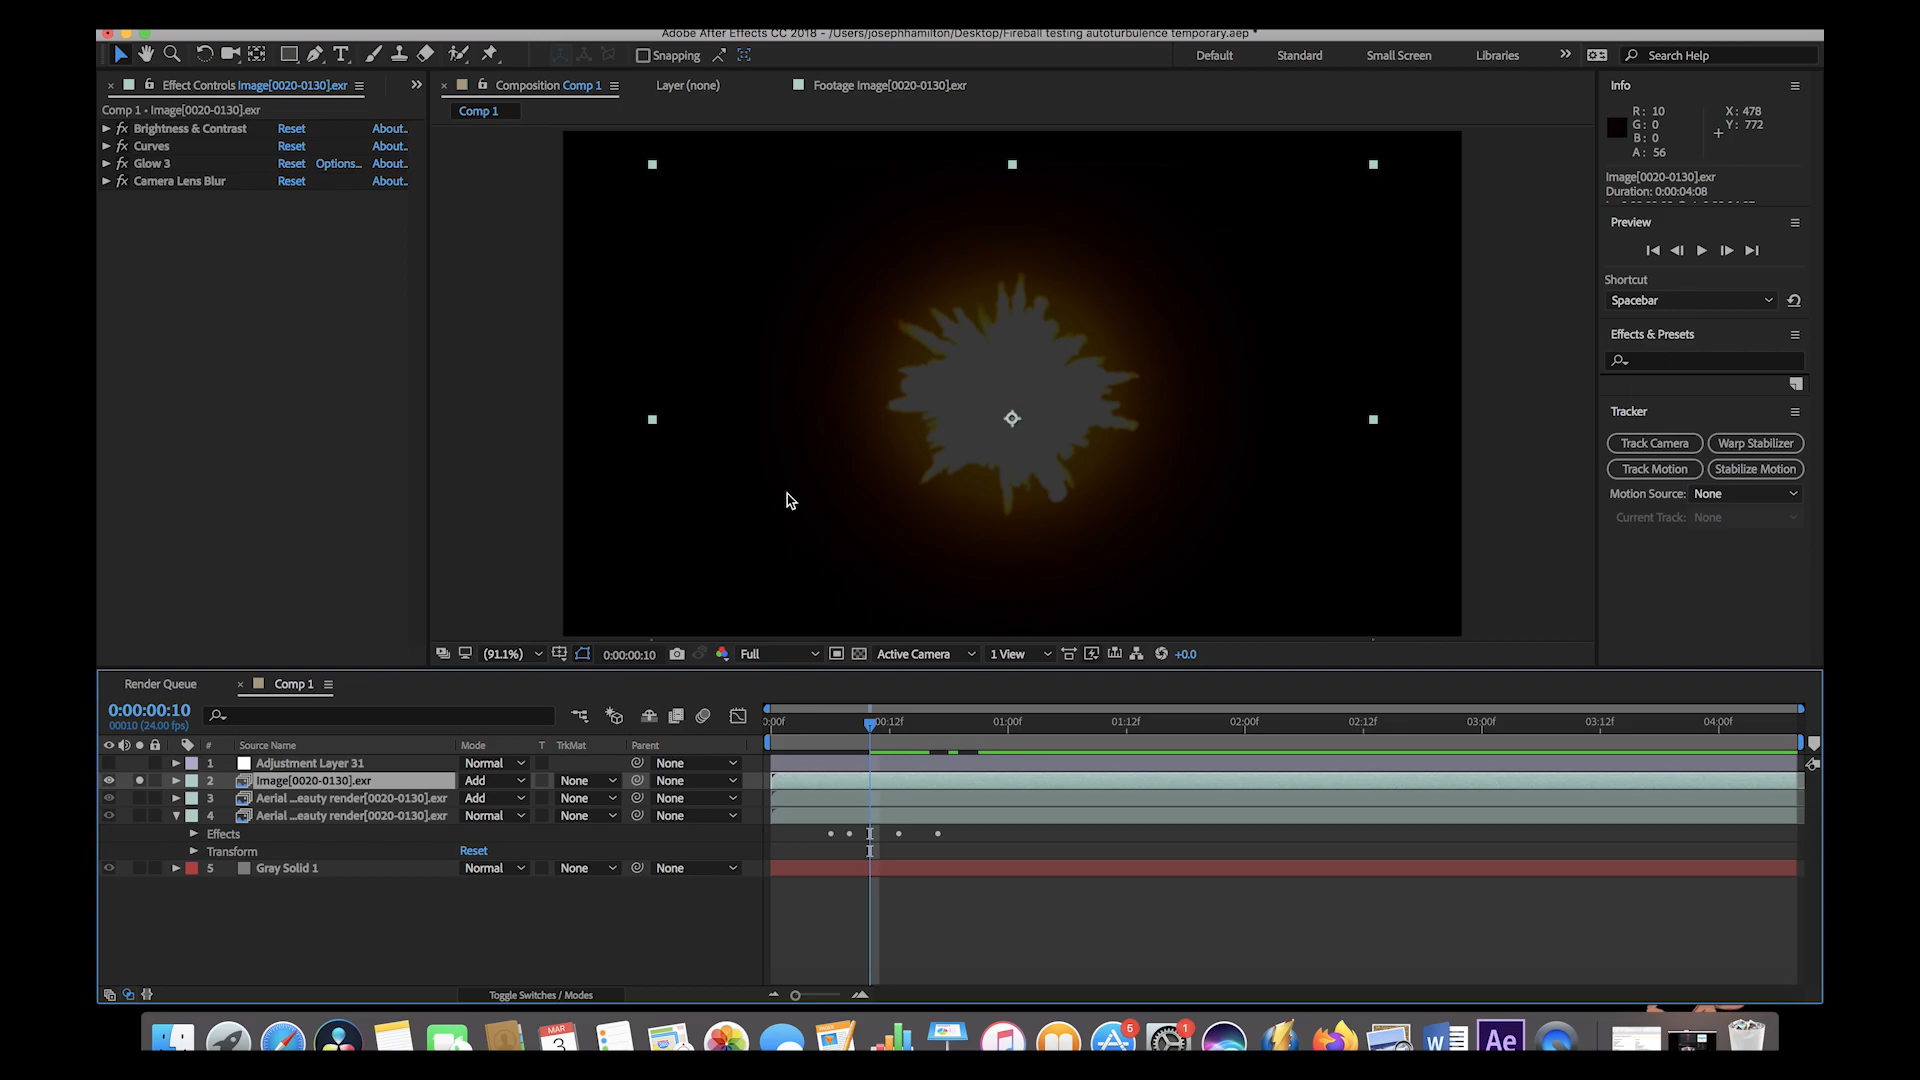 Adobe After Effects CC 2018 - /Users/josephhamilton/Desktop/Fireball testing autoturbulence temporary.aep *
Snapping
Default
Standard
Small Screen
Libraries
Search Help
Effect Controls Image[0020-0130].exr
Composition Comp 1
Layer (none)
Footage Image[0020-0130].exr
Info
Comp 1 • Image[0020-0130].exr
Comp 1
Brightness & Contrast Reset About..
Curves Reset About..
Glow 3 Reset Options... About..
Camera Lens Blur Reset About..
R: 10
G: 0
B: 0
A: 56
X: 478
Y: 772
Image[0020-0130].exr
Duration: 0:00:04:08
Preview
Shortcut
Spacebar
Effects & Presets
Tracker
Track Camera
Warp Stabilizer
Track Motion
Stabilize Motion
Motion Source: None
Current Track: None
(91.1%)
0:00:00:10
Full
Active Camera
1 View
+0.0
Render Queue
Comp 1
0:00:00:10
00010 (24.00 fps)
0:00f 00:12f 01:00f 01:12f 02:00f 02:12f 03:00f 03:12f 04:00f
# Source Name Mode T TrkMat Parent
1 Adjustment Layer 31 Normal None
2 Image[0020-0130].exr Add None None
3 Aerial ...eauty render[0020-0130].exr Add None None
4 Aerial ...eauty render[0020-0130].exr Normal None None
Effects
Transform Reset
5 Gray Solid 1 Normal None None
Toggle Switches / Modes
MAR
3
5
1
W
Ae